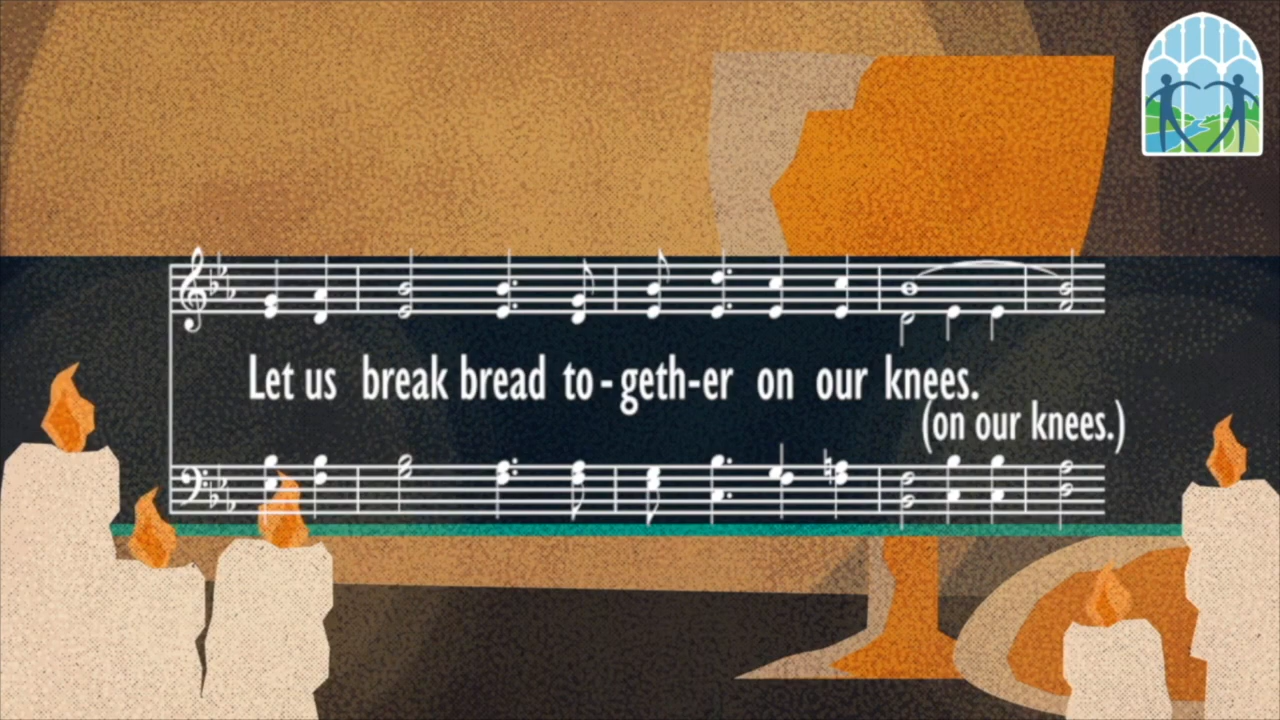 Let us break bread to-geth-er on our knees.
(on our knees.)